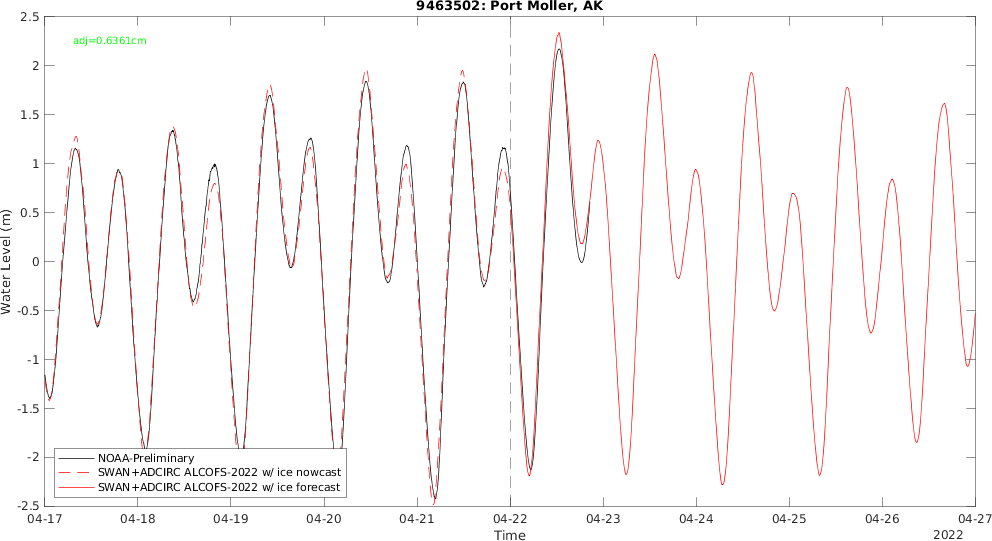 9463502: Port Moller, AK
adj=0.6361cm
Water Level (m)
2.5
2
1.5
1
0.5
0
-0.5
-1
-1.5
-2
-2.5
NOAA-Preliminary
SWAN+ADCIRC ALCOFS-2022 w/ ice nowcast
SWAN+ADCIRC ALCOFS-2022 w/ ice forecast
04-17 04-18 04-19 04-20 04-21 04-22 04-23 04-24 04-25 04-26 04-27
Time
2022